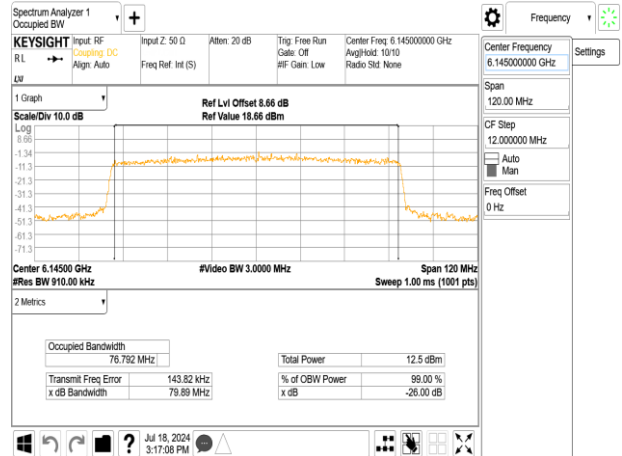 Spectrum Analyzer 1
Occupied BW
Frequency
KEYSIGHT
Input: RF
Coupling: DC
Align: Auto
Input Z: 50 Ω
Freq Ref: Int (S)
Atten: 20 dB
Trig: Free Run
Gate: Off
#IF Gain: Low
Center Freq: 6.145000000 GHz
Avg|Hold: 10/10
Radio Std: None
RL
LXI
Center Frequency
6.145000000 GHz
Settings
Span
120.00 MHz
CF Step
12.000000 MHz
Auto
Man
Freq Offset
0 Hz
1 Graph
Scale/Div 10.0 dB
Ref Lvl Offset 8.66 dB
Ref Value 18.66 dBm
Log
8.66
-1.34
-11.3
-21.3
-31.3
-41.3
-51.3
-61.3
-71.3
Center 6.14500 GHz
#Video BW 3.0000 MHz
Span 120 MHz
#Res BW 910.00 kHz
Sweep 1.00 ms (1001 pts)
2 Metrics
Occupied Bandwidth
76.792 MHz
Total Power 12.5 dBm
Transmit Freq Error 143.82 kHz
% of OBW Power 99.00 %
x dB Bandwidth 79.89 MHz
x dB -26.00 dB
?
Jul 18, 2024
3:17:08 PM